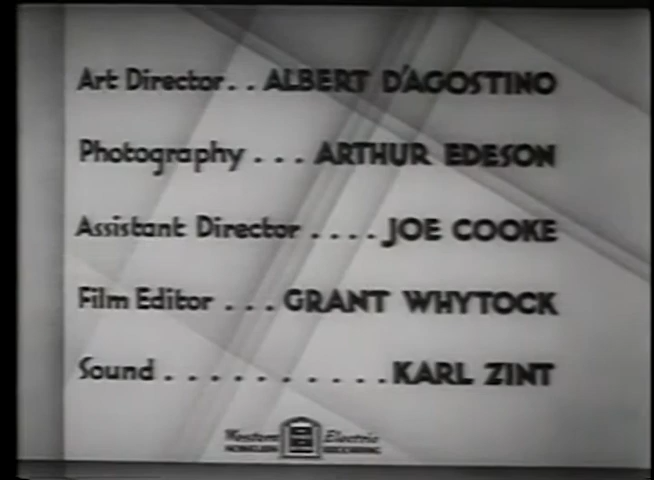 Art Director. . ALBERT D'AGOSTINO
Photography . . . ARTHUR EDESON
Assistant Director . . . . JOE COOKE
Film Editor . . . GRANT WHYTOCK
Sound . . . . . . . . . . KARL ZINT
Western Electric